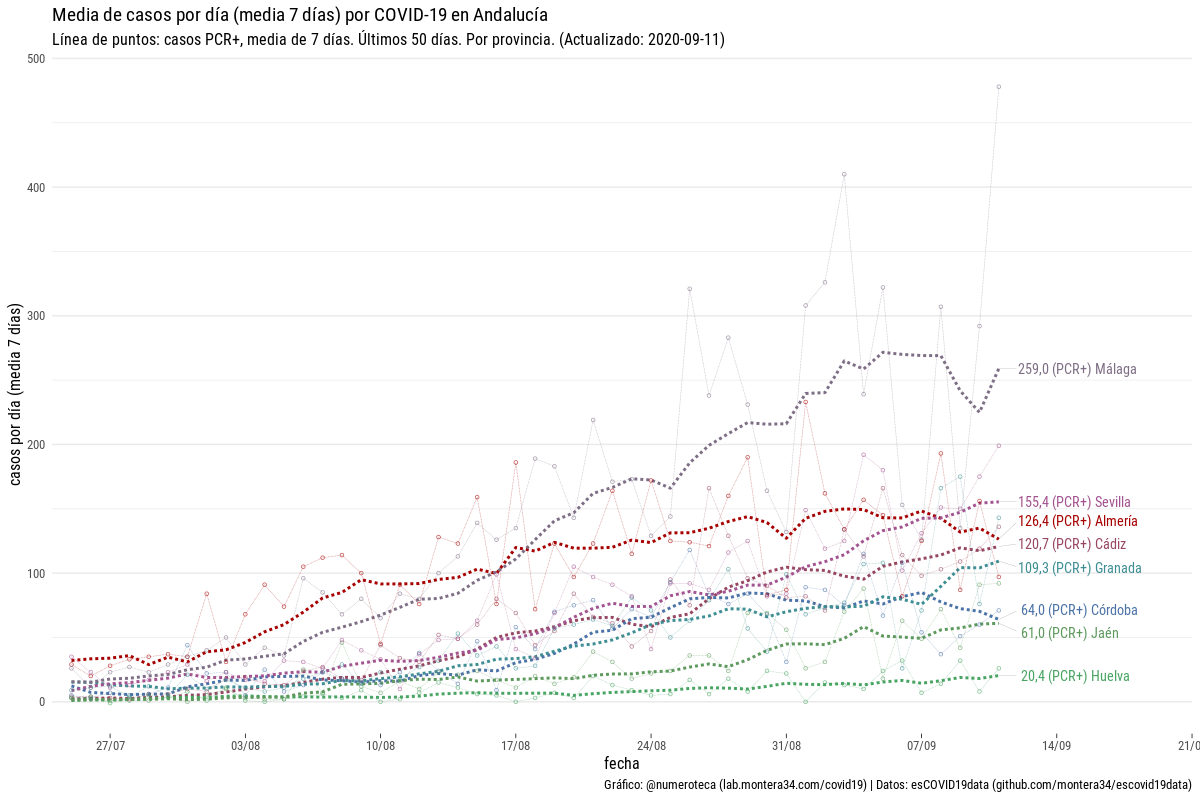 Media de casos por día (media 7 días) por COVID-19 en Andalucía
Línea de puntos: casos PCR+, media de 7 días. Últimos 50 días. Por provincia. (Actualizado: 2020-09-11)
500
400
300
200
100
0
casos por día (media 7 días)
259,0 (PCR+) Málaga
155,4 (PCR+) Sevilla
126,4 (PCR+) Almería
120,7 (PCR+) Cádiz
109,3 (PCR+) Granada
64,0 (PCR+) Córdoba
61,0 (PCR+) Jaén
20,4 (PCR+) Huelva
27/07 03/08 10/08 17/08 24/08 31/08 07/09 14/09 21/0
fecha
Gráfico: @numeroteca (lab.montera34.com/covid19) | Datos: esCOVID19data (github.com/montera34/escovid19data)